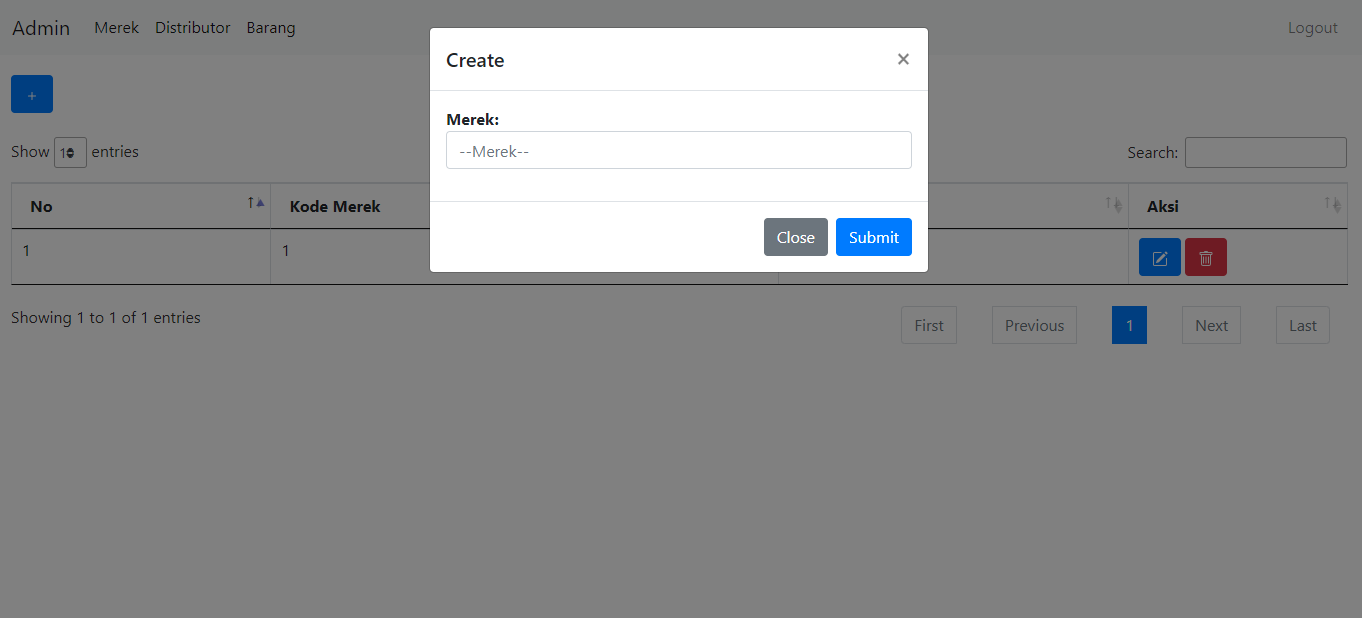 Admin Merek Distributor Barang Logout
Create ×
Merek:
--Merek--
Close Submit
+
Show entries Search:
No Kode Merek Aksi
1 1
Showing 1 to 1 of 1 entries First Previous 1 Next Last